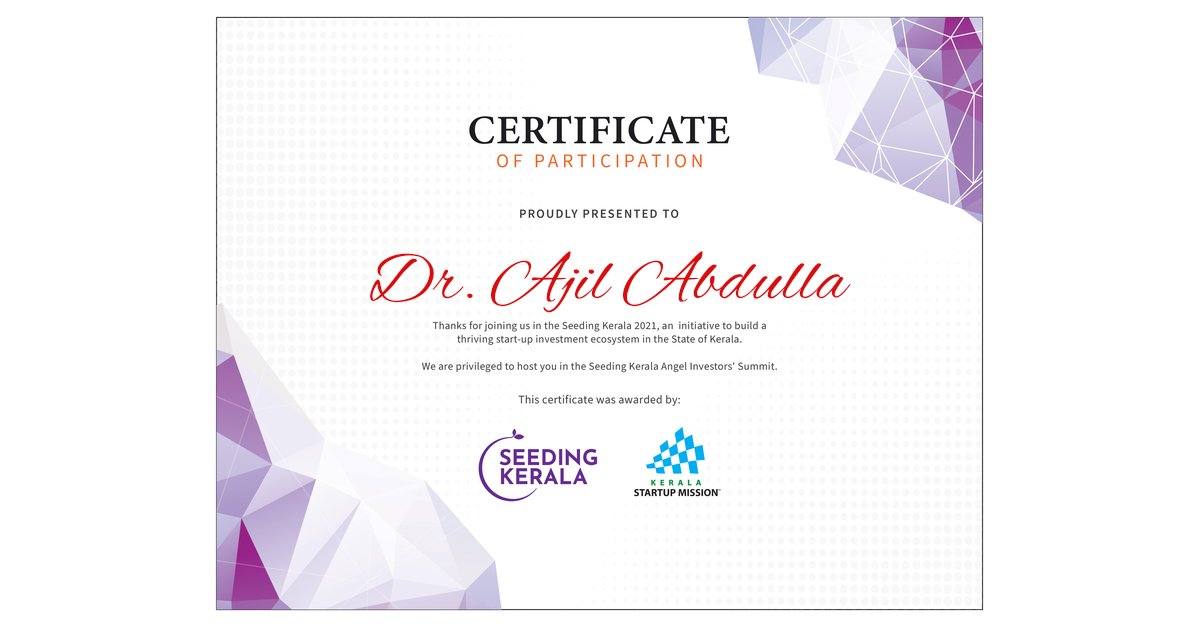 CERTIFICATE
OF PARTICIPATION
PROUDLY PRESENTED TO
Dr. Ajil Abdulla
Thanks for joining us in the Seeding Kerala 2021, an initiative to build a
thriving start-up investment ecosystem in the State of Kerala.
We are privileged to host you in the Seeding Kerala Angel Investors' Summit.
This certificate was awarded by:
SEEDING
KERALA
KERALA
STARTUP MISSION